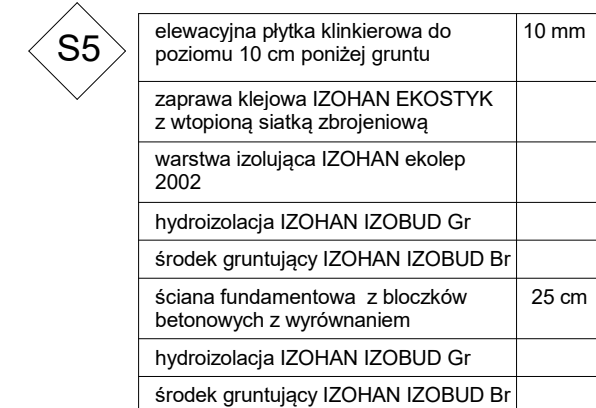 S5
elewacyjna płytka klinkierowa do 10 mm
poziomu 10 cm poniżej gruntu
zaprawa klejowa IZOHAN EKOSTYK
z wtopioną siatką zbrojeniową
warstwa izolująca IZOHAN ekolep
2002
hydroizolacja IZOHAN IZOBUD Gr
środek gruntujący IZOHAN IZOBUD Br
ściana fundamentowa z bloczków 25 cm
betonowych z wyrównaniem
hydroizolacja IZOHAN IZOBUD Gr
środek gruntujący IZOHAN IZOBUD Br